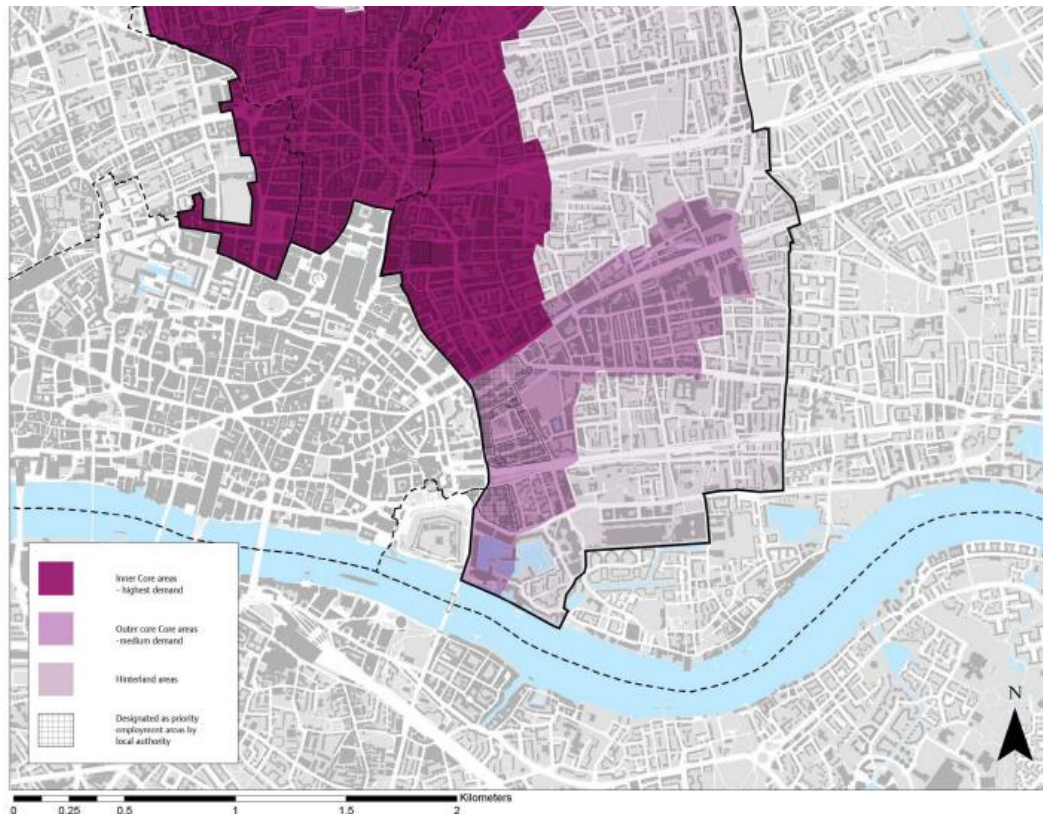 Inner Core areas
- highest demand
Outer core Core areas
-medium demand
Hinterland areas
Designated as priority
employment areas by
local authority
N
Kilometers
0 0.25 0.5 1 1.5 2